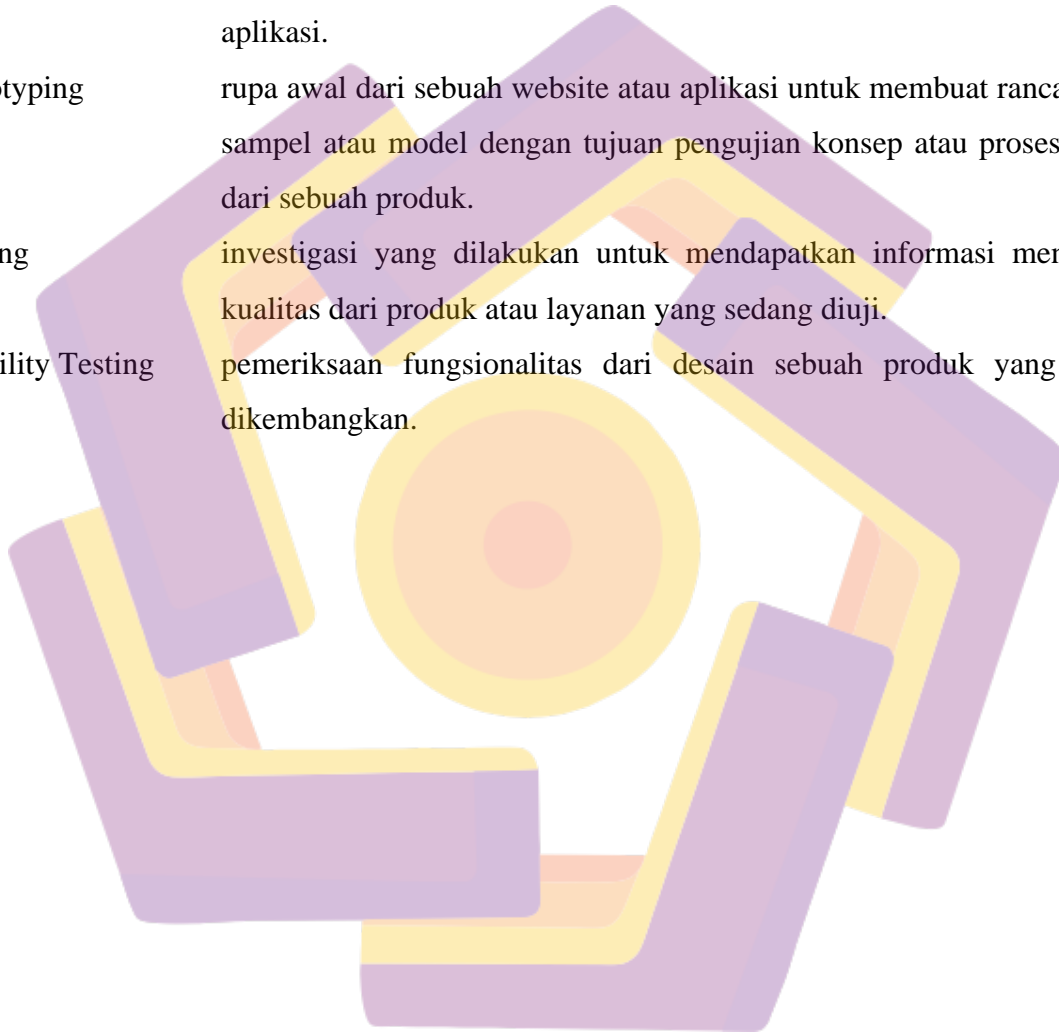 aplikasi.
otyping rupa awal dari sebuah website atau aplikasi untuk membuat ranca
sampel atau model dengan tujuan pengujian konsep atau proses
dari sebuah produk.
ng investigasi yang dilakukan untuk mendapatkan informasi men
kualitas dari produk atau layanan yang sedang diuji.
ility Testing pemeriksaan fungsionalitas dari desain sebuah produk yang
dikembangkan.